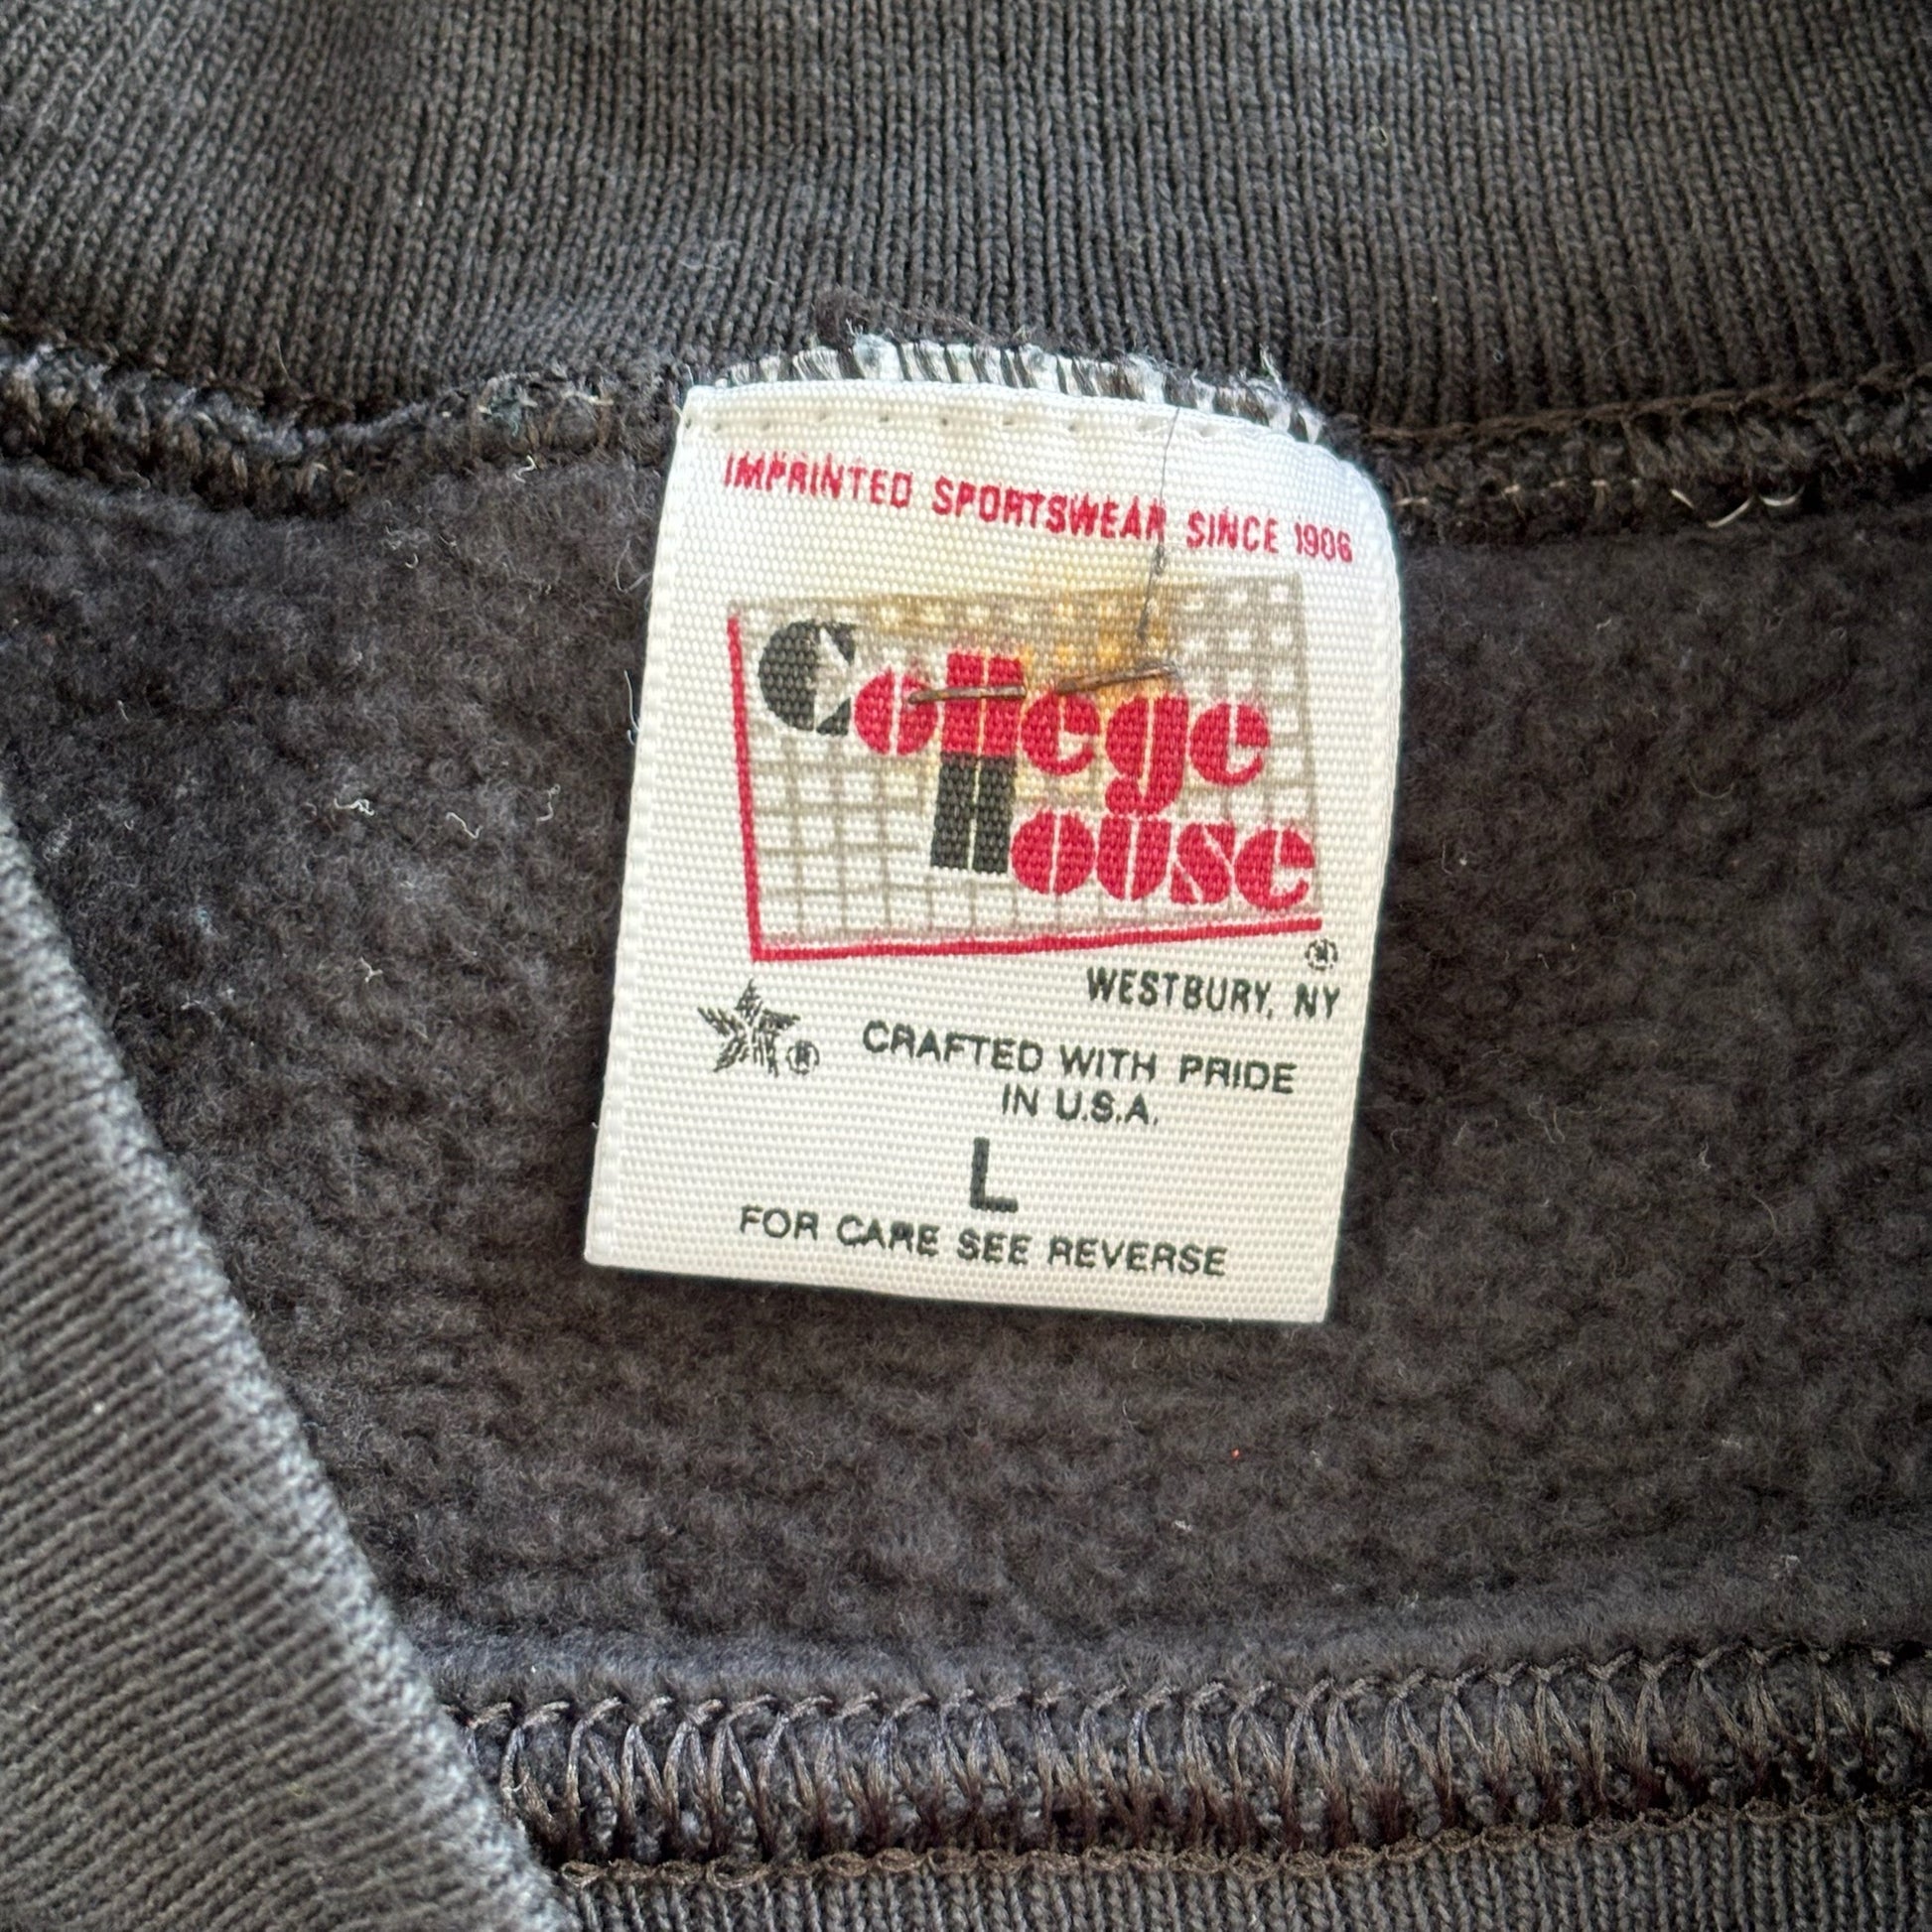 IMPRINTED SPORTSWEAR SINCE 1906
College
House
®
WESTBURY, NY
® CRAFTED WITH PRIDE
IN U.S.A.
L
FOR CARE SEE REVERSE